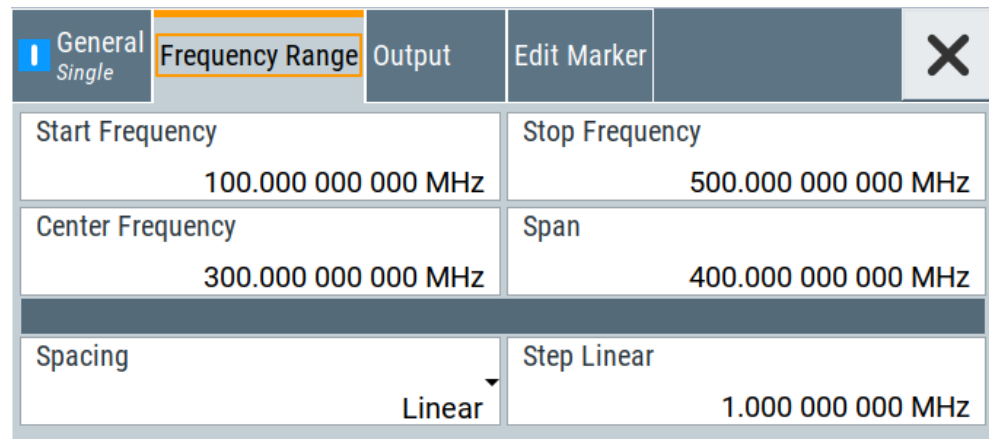 General
Single
Frequency Range
Output
Edit Marker
Start Frequency
100.000 000 000 MHz
Stop Frequency
500.000 000 000 MHz
Center Frequency
300.000 000 000 MHz
Span
400.000 000 000 MHz
Spacing
Linear
Step Linear
1.000 000 000 MHz